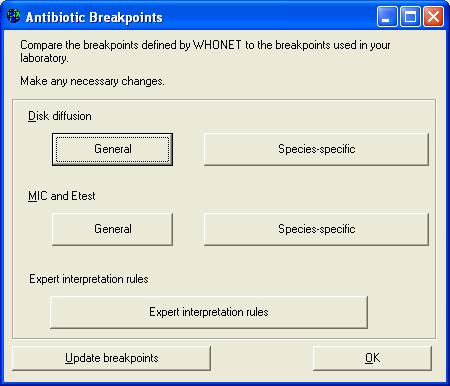 Antibiotic Breakpoints
Compare the breakpoints defined by WHONET to the breakpoints used in your
laboratory.
Make any necessary changes.
Disk diffusion
General
Species-specific
MIC and Etest
General
Species-specific
Expert interpretation rules
Expert interpretation rules
Update breakpoints
OK